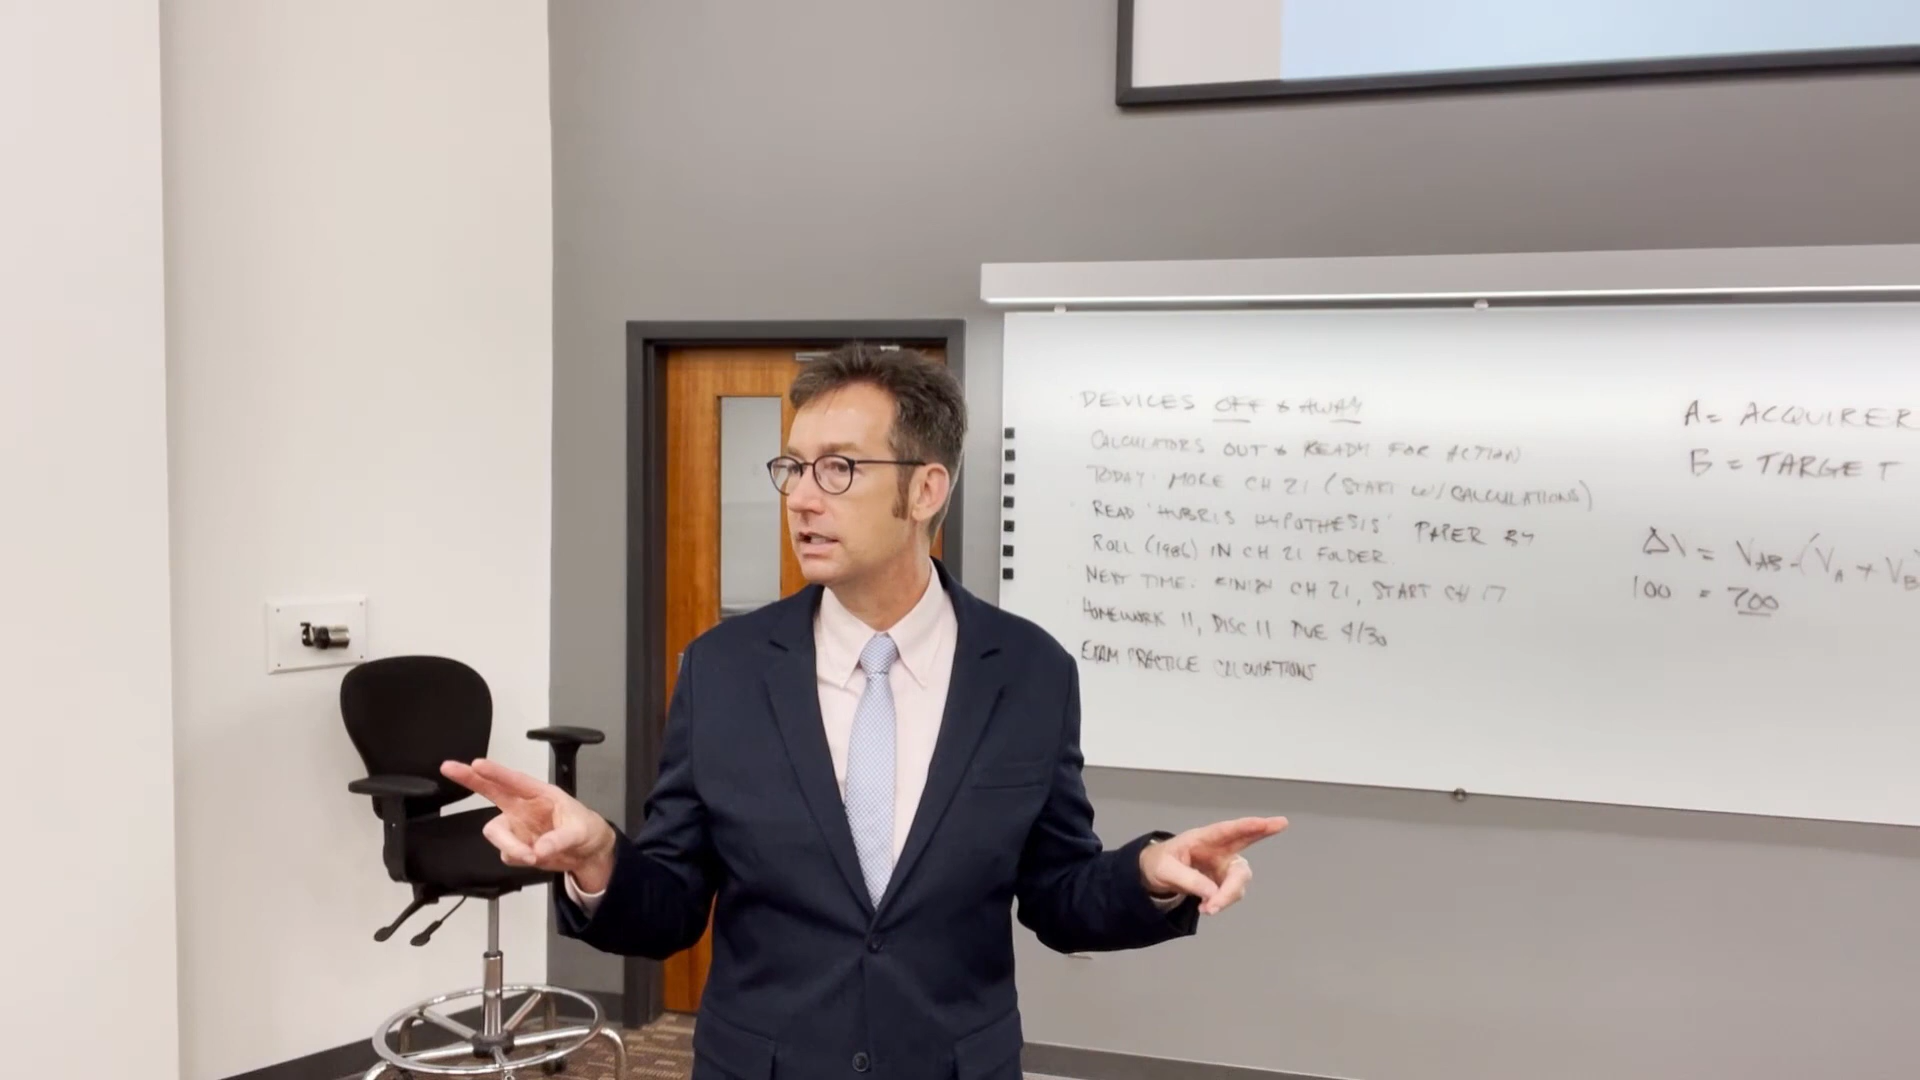 DEVICES OFF & AWAY
CALCULATORS OUT & READY FOR ACTION
TODAY: MORE CH 21 (START W/ CALCULATIONS)
READ "HUBRIS HYPOTHESIS" PAPER BY
ROLL (1986) IN CH 21 FOLDER.
NEXT TIME: FINISH CH 21, START CH 17
HOMEWORK 11, DISC 11 DUE 4/30
EXAM PRACTICE CALCULATIONS
A = ACQUIRER
B = TARGET
ΔV = VAB - (VA + VB)
100 = 700